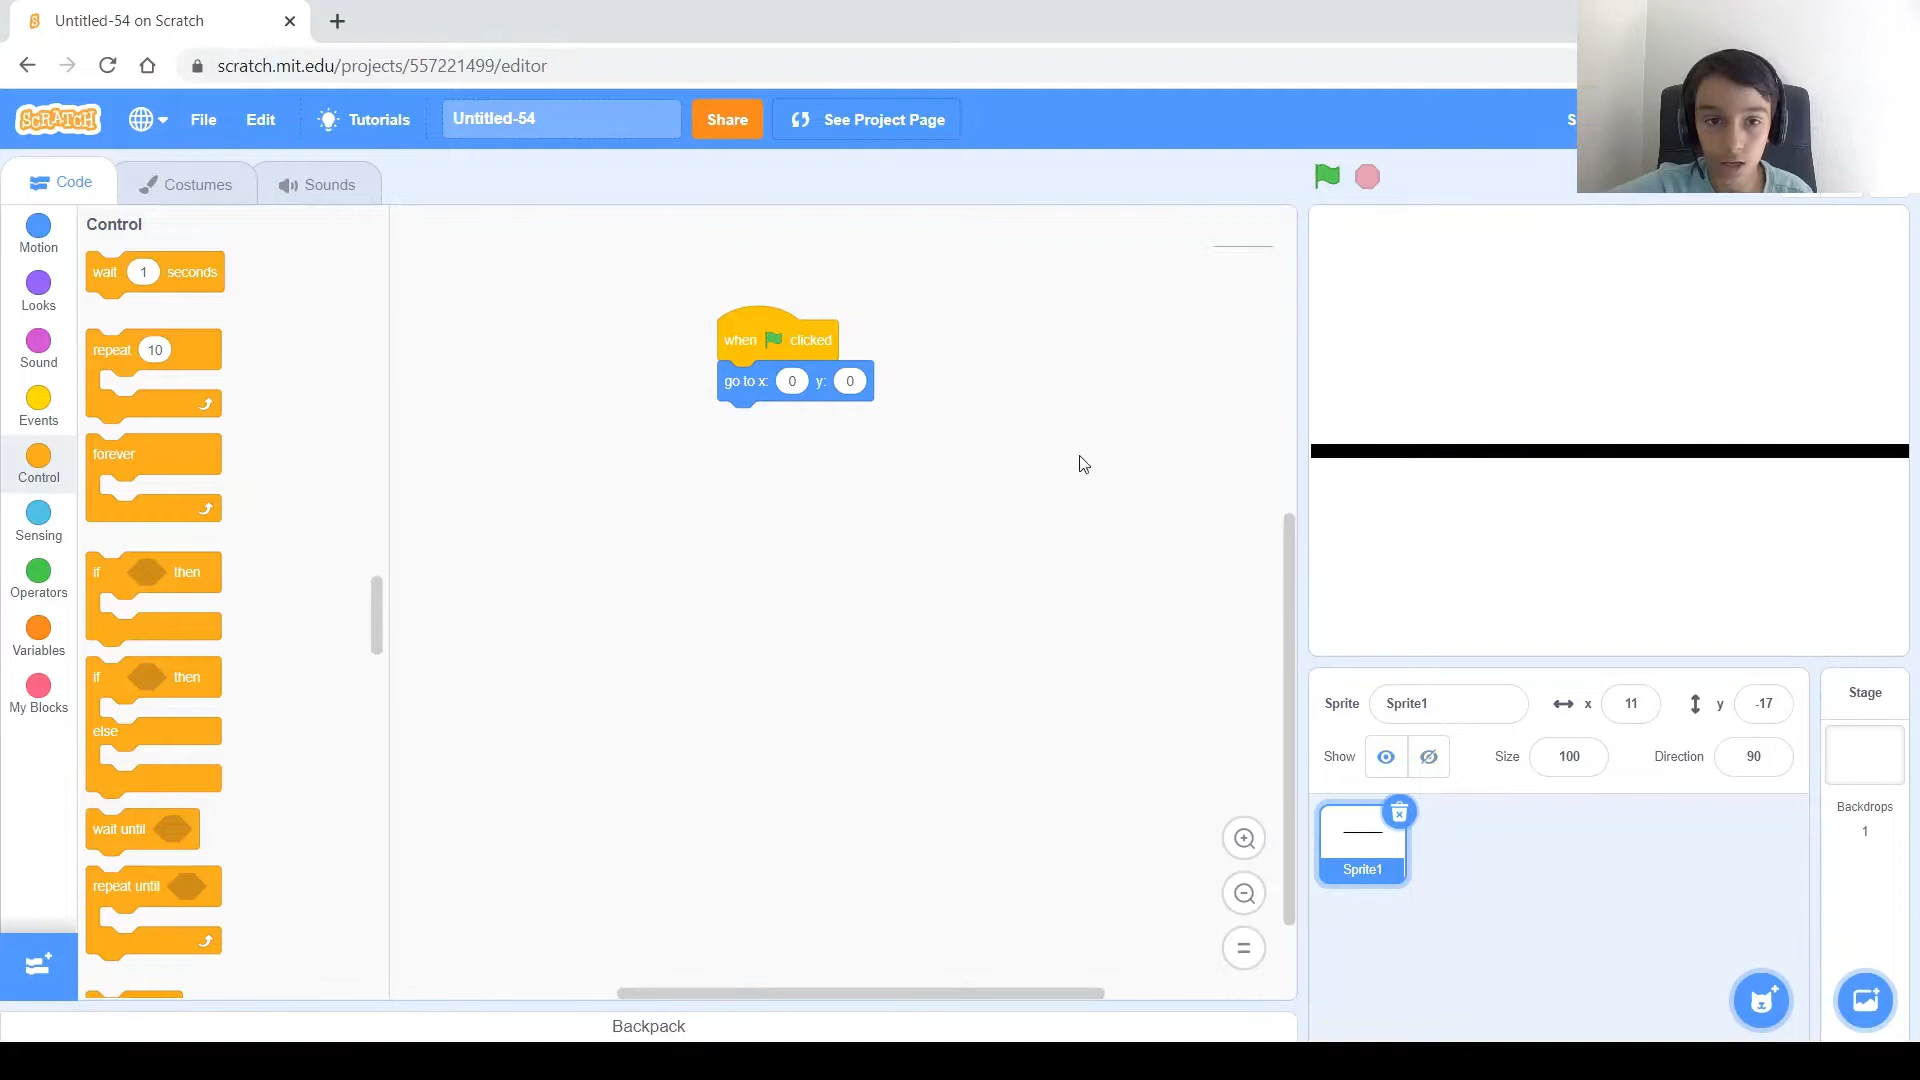 Untitled-54 on Scratch
scratch.mit.edu/projects/557221499/editor
SCRATCH
File
Edit
Tutorials
Untitled-54
Share
See Project Page
S
Code
Costumes
Sounds
Motion
Looks
Sound
Events
Control
Sensing
Operators
Variables
My Blocks
Control
wait 1 seconds
repeat 10
forever
if then
if then
else
wait until
repeat until
when clicked
go to x: 0 y: 0
Sprite Sprite1 x 11 y -17
Show Size 100 Direction 90
Sprite1
Stage
Backdrops
1
Backpack